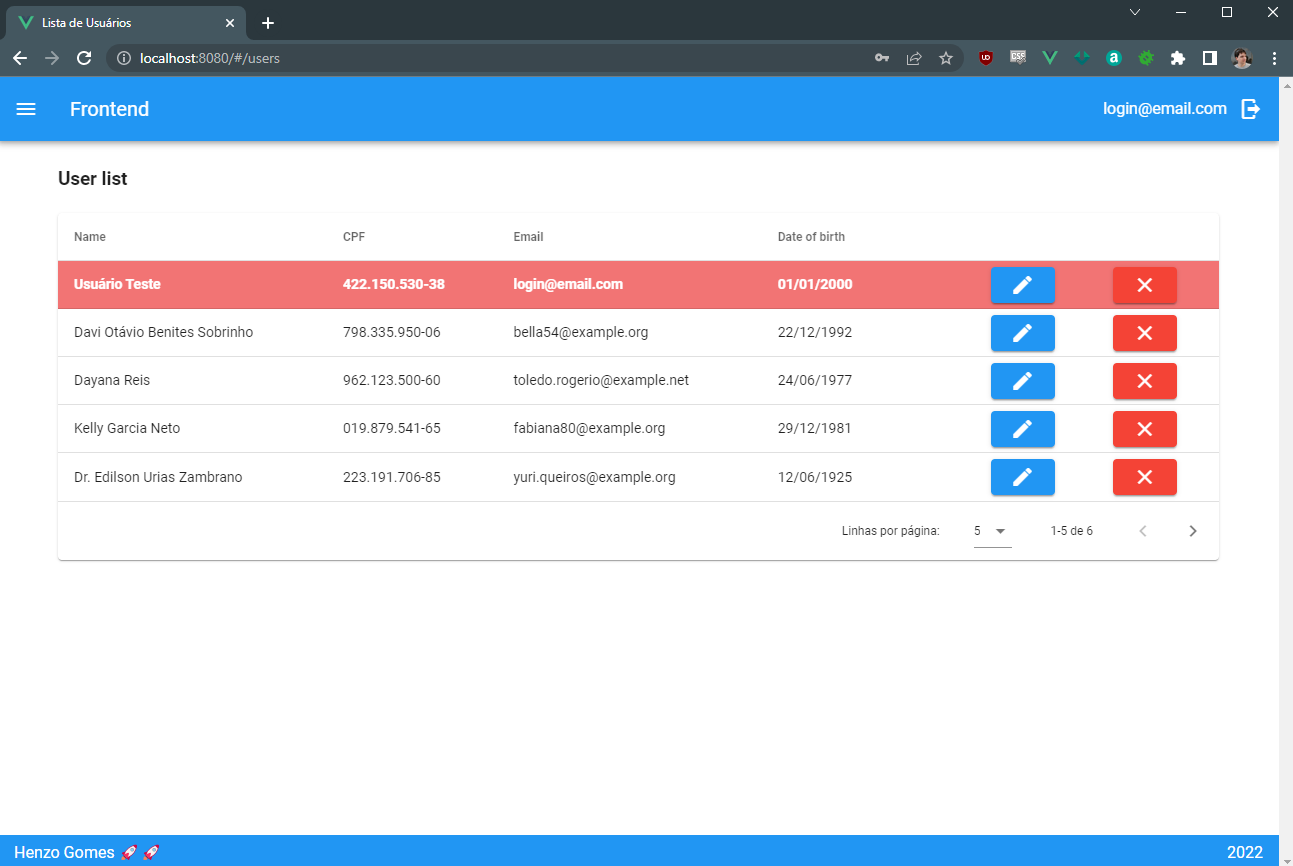 Lista de Usuários
localhost:8080/#/users
Frontend login@email.com
User list
Name CPF Email Date of birth
Usuário Teste 422.150.530-38 login@email.com 01/01/2000
Davi Otávio Benites Sobrinho 798.335.950-06 bella54@example.org 22/12/1992
Dayana Reis 962.123.500-60 toledo.rogerio@example.net 24/06/1977
Kelly Garcia Neto 019.879.541-65 fabiana80@example.org 29/12/1981
Dr. Edilson Urias Zambrano 223.191.706-85 yuri.queiros@example.org 12/06/1925
Linhas por página: 5 1-5 de 6
Henzo Gomes 🚀 🚀 2022